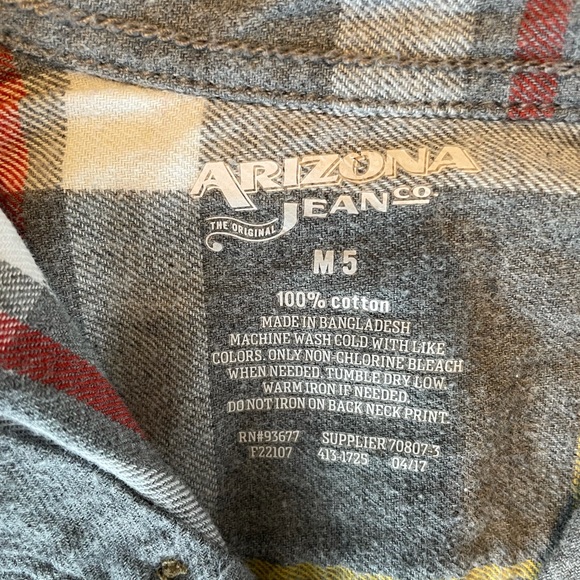 ARIZONA
THE ORIGINAL JEAN CO.
M 5
100% cotton
MADE IN BANGLADESH
MACHINE WASH COLD WITH LIKE
COLORS. ONLY NON-CHLORINE BLEACH
WHEN NEEDED. TUMBLE DRY LOW.
WARM IRON IF NEEDED.
DO NOT IRON ON BACK NECK PRINT.
RN#93677 SUPPLIER 70807-3
F22107 413-1725 04/17